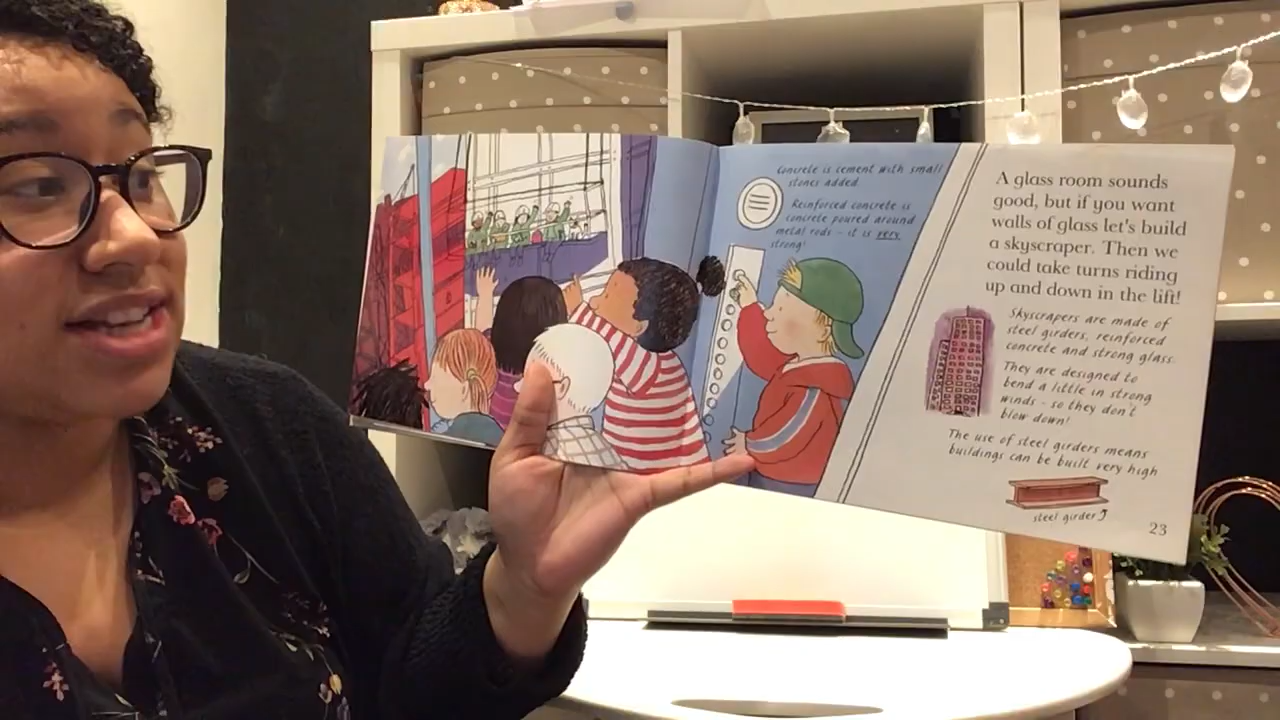 Concrete is cement with small
stones added.
Reinforced concrete is
concrete poured around
metal rods - it is very
strong!
A glass room sounds
good, but if you want
walls of glass let's build
a skyscraper. Then we
could take turns riding
up and down in the lift!
Skyscrapers are made of
steel girders, reinforced
concrete and strong glass.
They are designed to
bend a little in strong
winds - so they don't
blow down!
The use of steel girders means
buildings can be built very high
steel girder
23